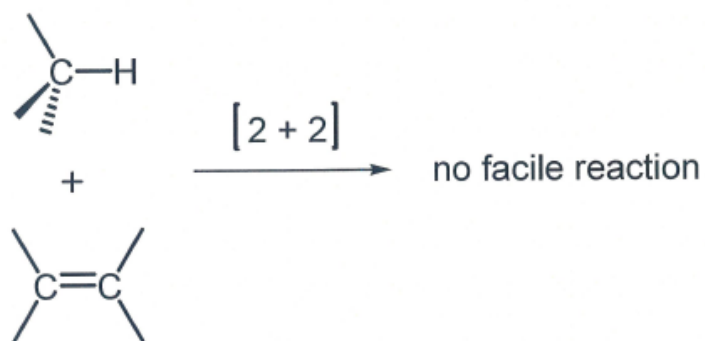 C—H
[2 + 2]
+
no facile reaction
C=C